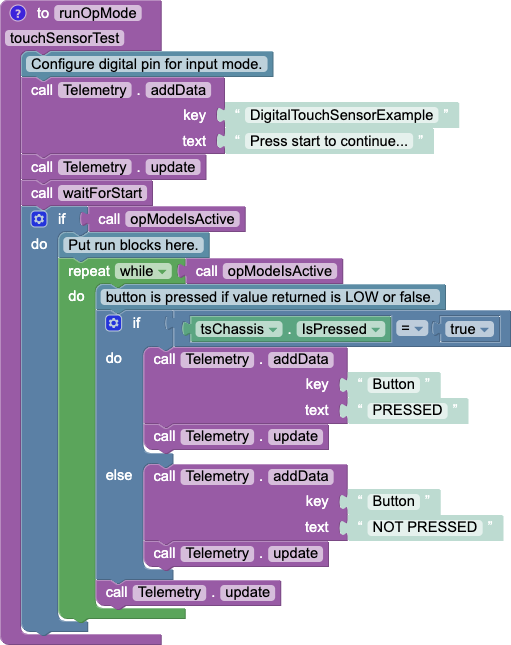 ? to runOpMode
touchSensorTest
Configure digital pin for input mode.
call Telemetry . addData
key “ DigitalTouchSensorExample ”
text “ Press start to continue... ”
call Telemetry . update
call waitForStart
if call opModeIsActive
do Put run blocks here.
repeat while call opModeIsActive
do button is pressed if value returned is LOW or false.
if tsChassis . IsPressed = true
do call Telemetry . addData
key “ Button ”
text “ PRESSED ”
call Telemetry . update
else call Telemetry . addData
key “ Button ”
text “ NOT PRESSED ”
call Telemetry . update
call Telemetry . update